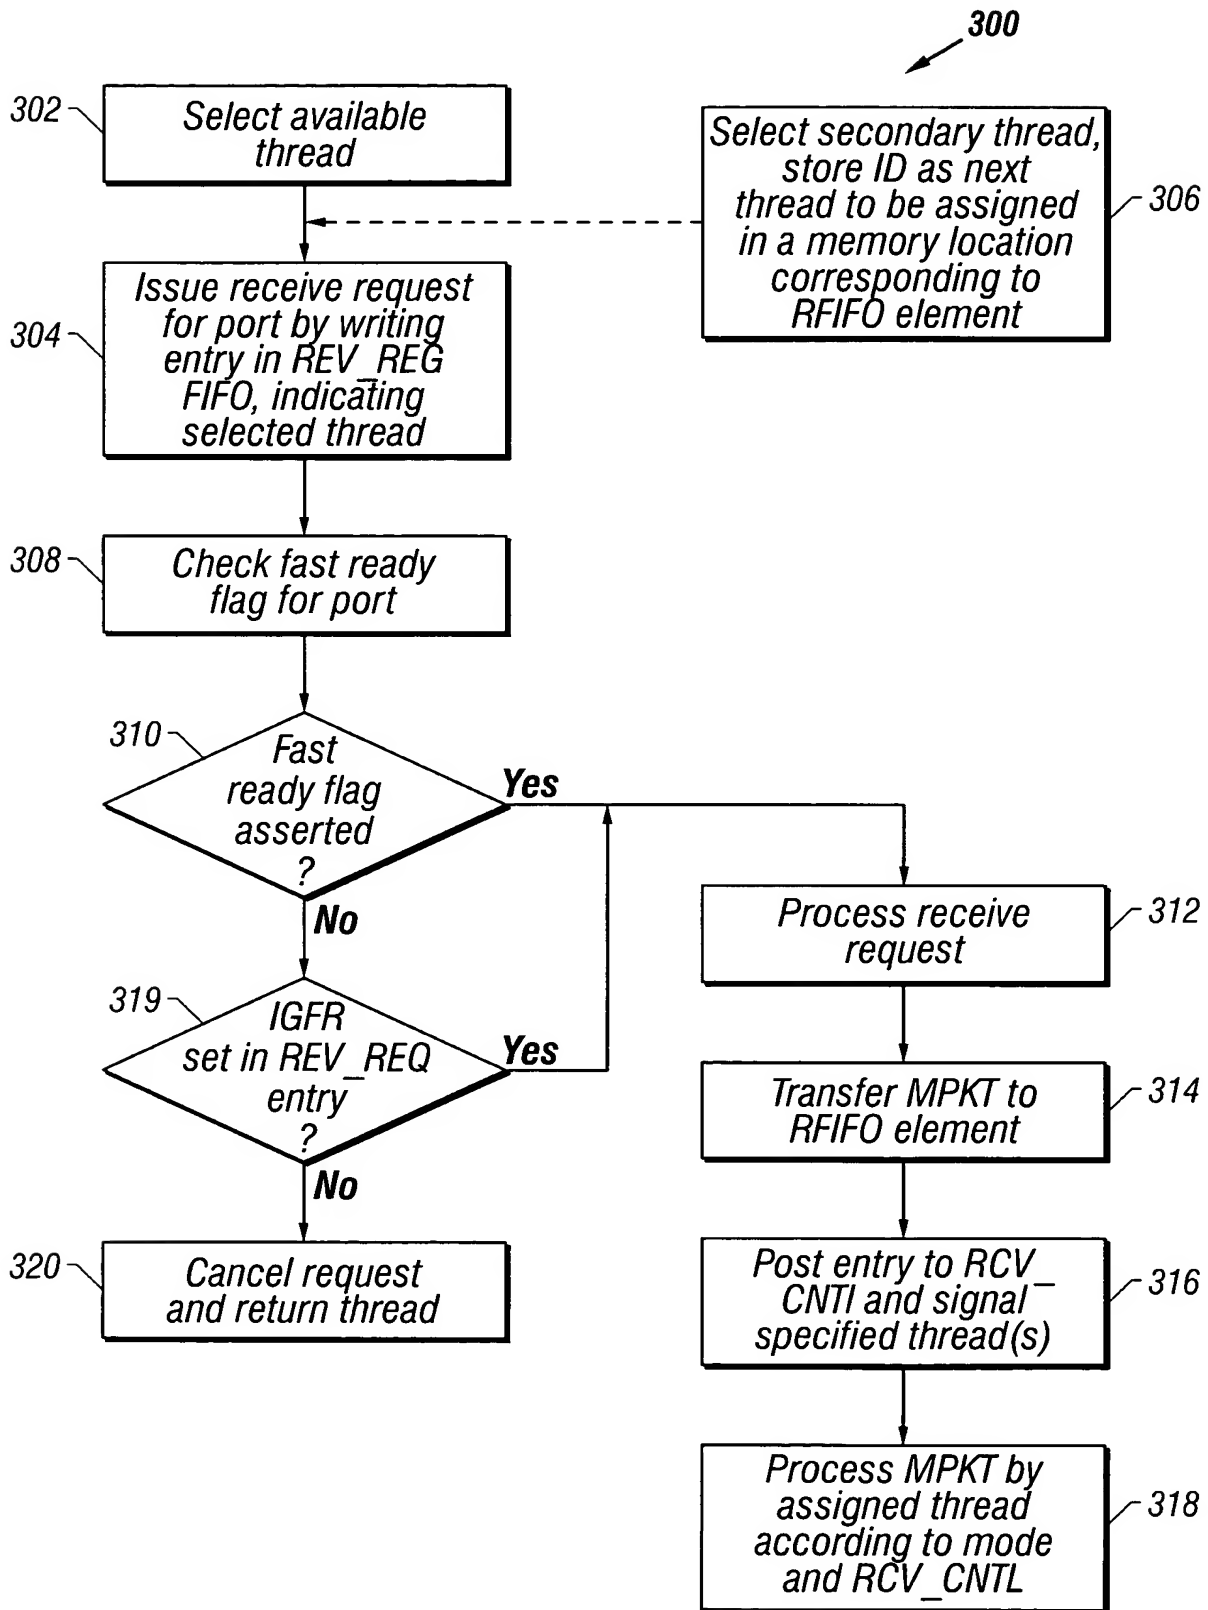 300
302
Select available
thread
Select secondary thread,
store ID as next
thread to be assigned
in a memory location
corresponding to
RFIFO element
306
304
Issue receive request
for port by writing
entry in REV_REG
FIFO, indicating
selected thread
308
Check fast ready
flag for port
310
Fast
ready flag
asserted
?
Yes
No
312
Process receive
request
319
IGFR
set in REV_REQ
entry
?
Yes
No
314
Transfer MPKT to
RFIFO element
320
Cancel request
and return thread
316
Post entry to RCV_
CNTI and signal
specified thread(s)
318
Process MPKT by
assigned thread
according to mode
and RCV_CNTL